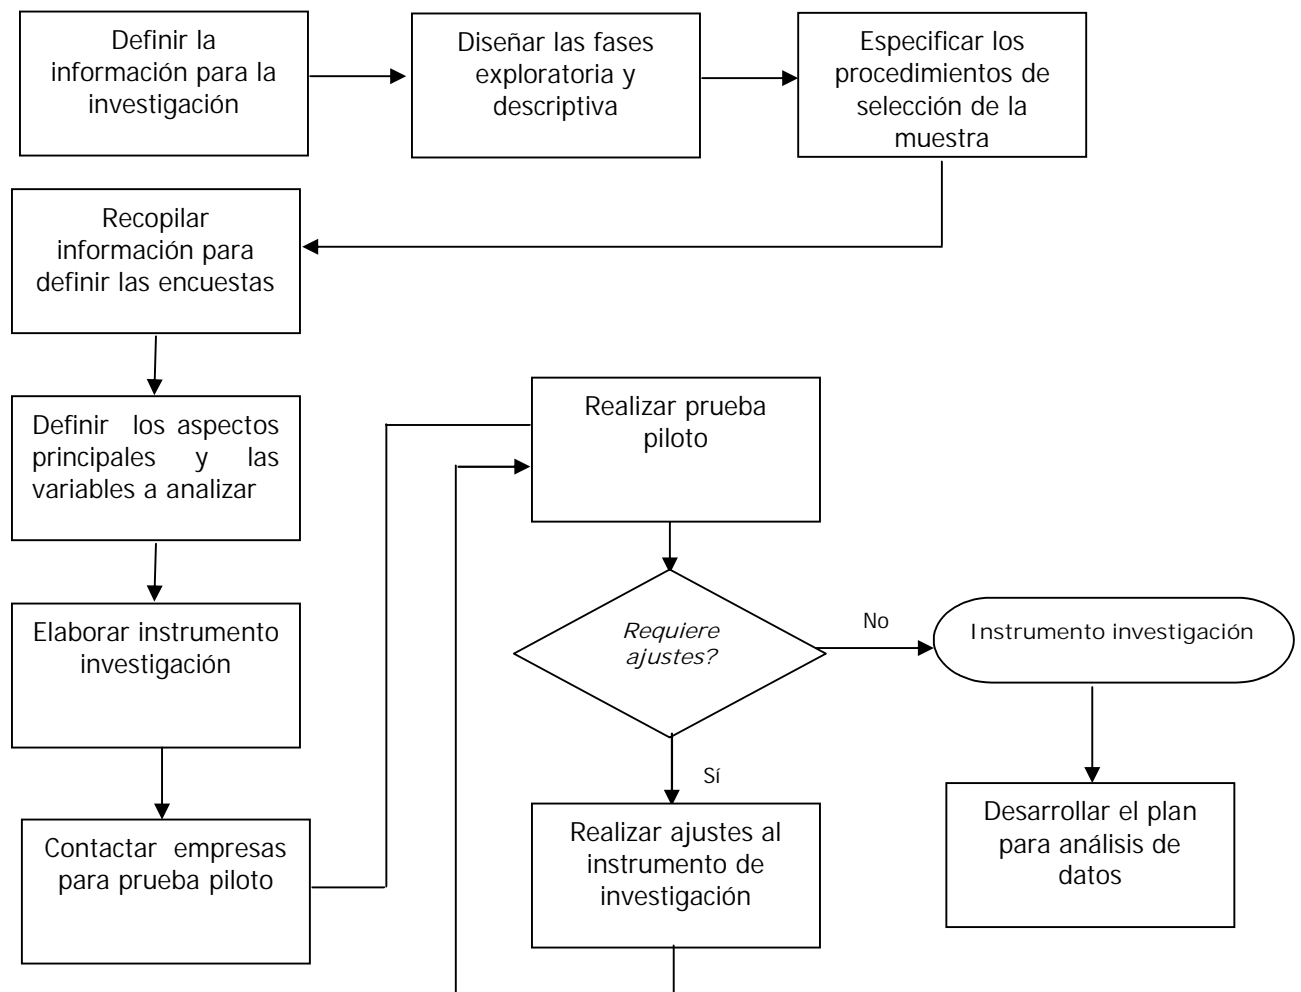 Definir la
información para la
investigación
Diseñar las fases
exploratoria y
descriptiva
Especificar los
procedimientos de
selección de la
muestra
Recopilar
información para
definir las encuestas
Definir los aspectos
principales y las
variables a analizar
Elaborar instrumento
investigación
Contactar empresas
para prueba piloto
Realizar prueba
piloto
Requiere
ajustes?
No
Instrumento investigación
Sí
Realizar ajustes al
instrumento de
investigación
Desarrollar el plan
para análisis de
datos